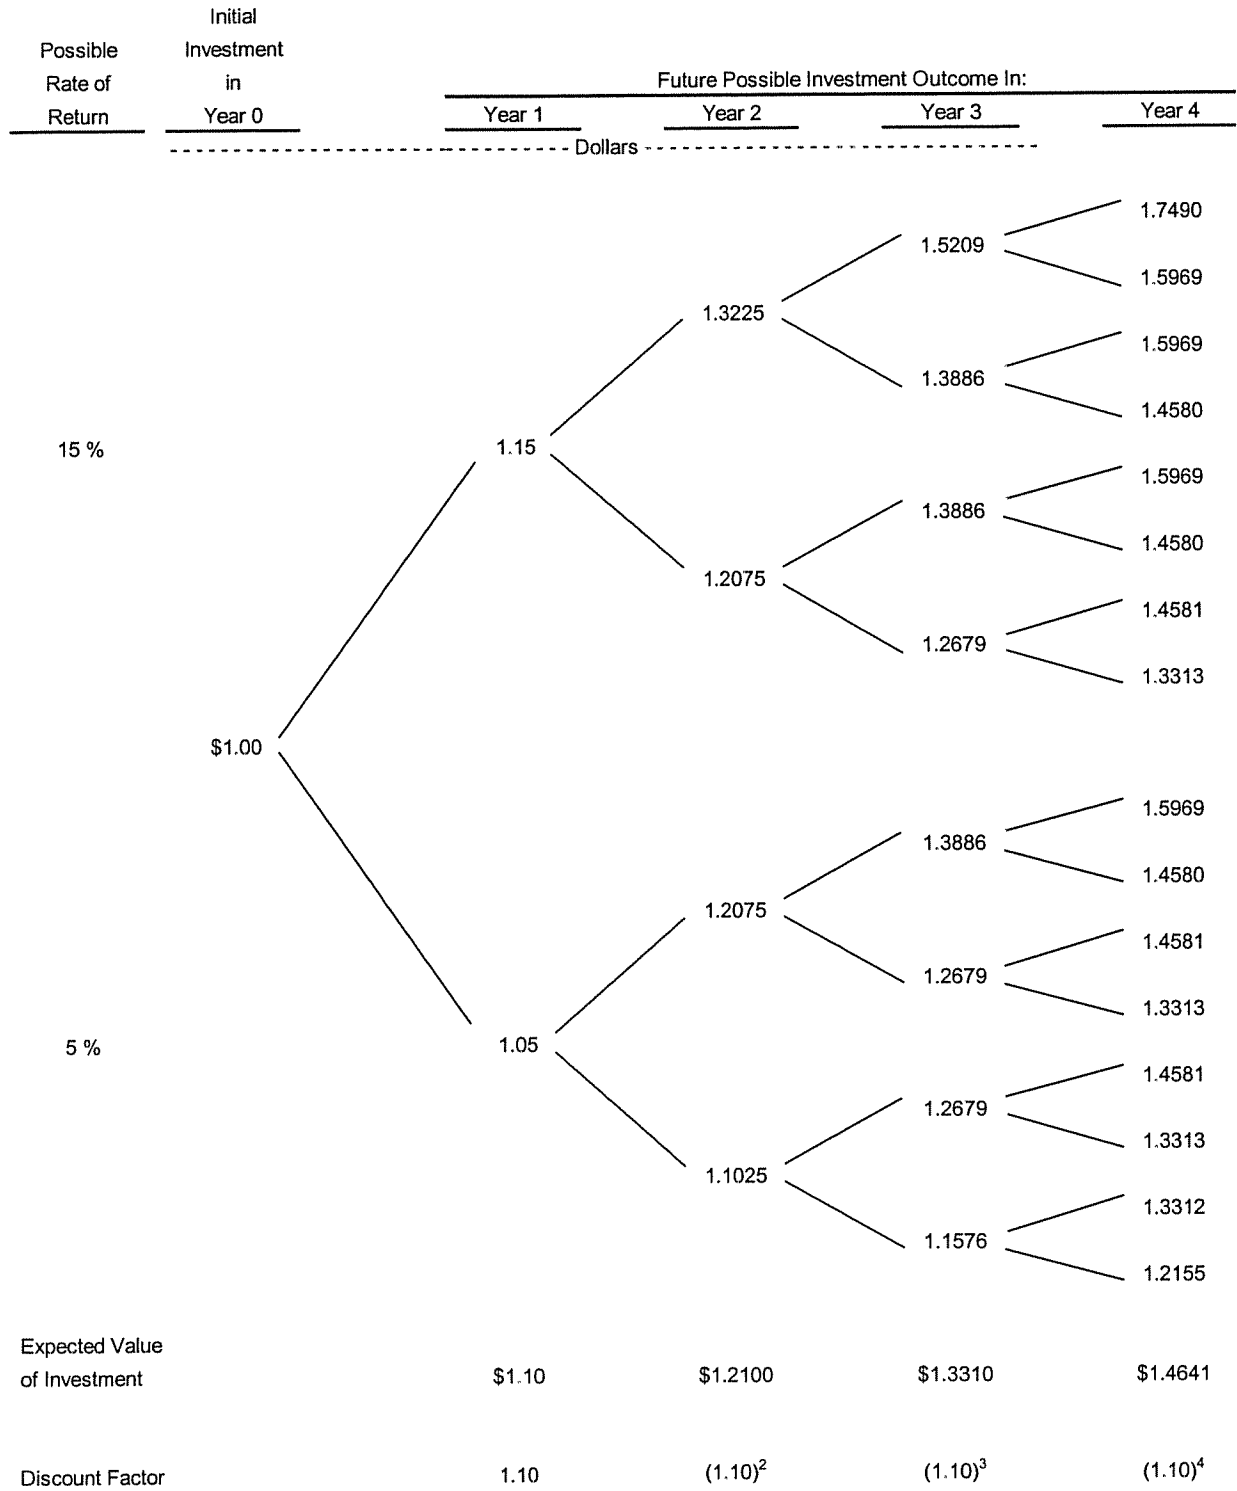 Initial
Possible Investment
Rate of in Future Possible Investment Outcome In:
Return Year 0 Year 1 Year 2 Year 3 Year 4
Dollars
1.7490
1.5209
1.5969
1.3225
1.5969
1.3886
1.4580
15 % 1.15
1.5969
1.3886
1.4580
1.2075
1.4581
1.2679
1.3313
$1.00
1.5969
1.3886
1.4580
1.2075
1.4581
1.2679
1.3313
5 % 1.05
1.4581
1.2679
1.3313
1.1025
1.3312
1.1576
1.2155
Expected Value
of Investment $1.10 $1.2100 $1.3310 $1.4641
Discount Factor 1.10 (1.10)² (1.10)³ (1.10)⁴